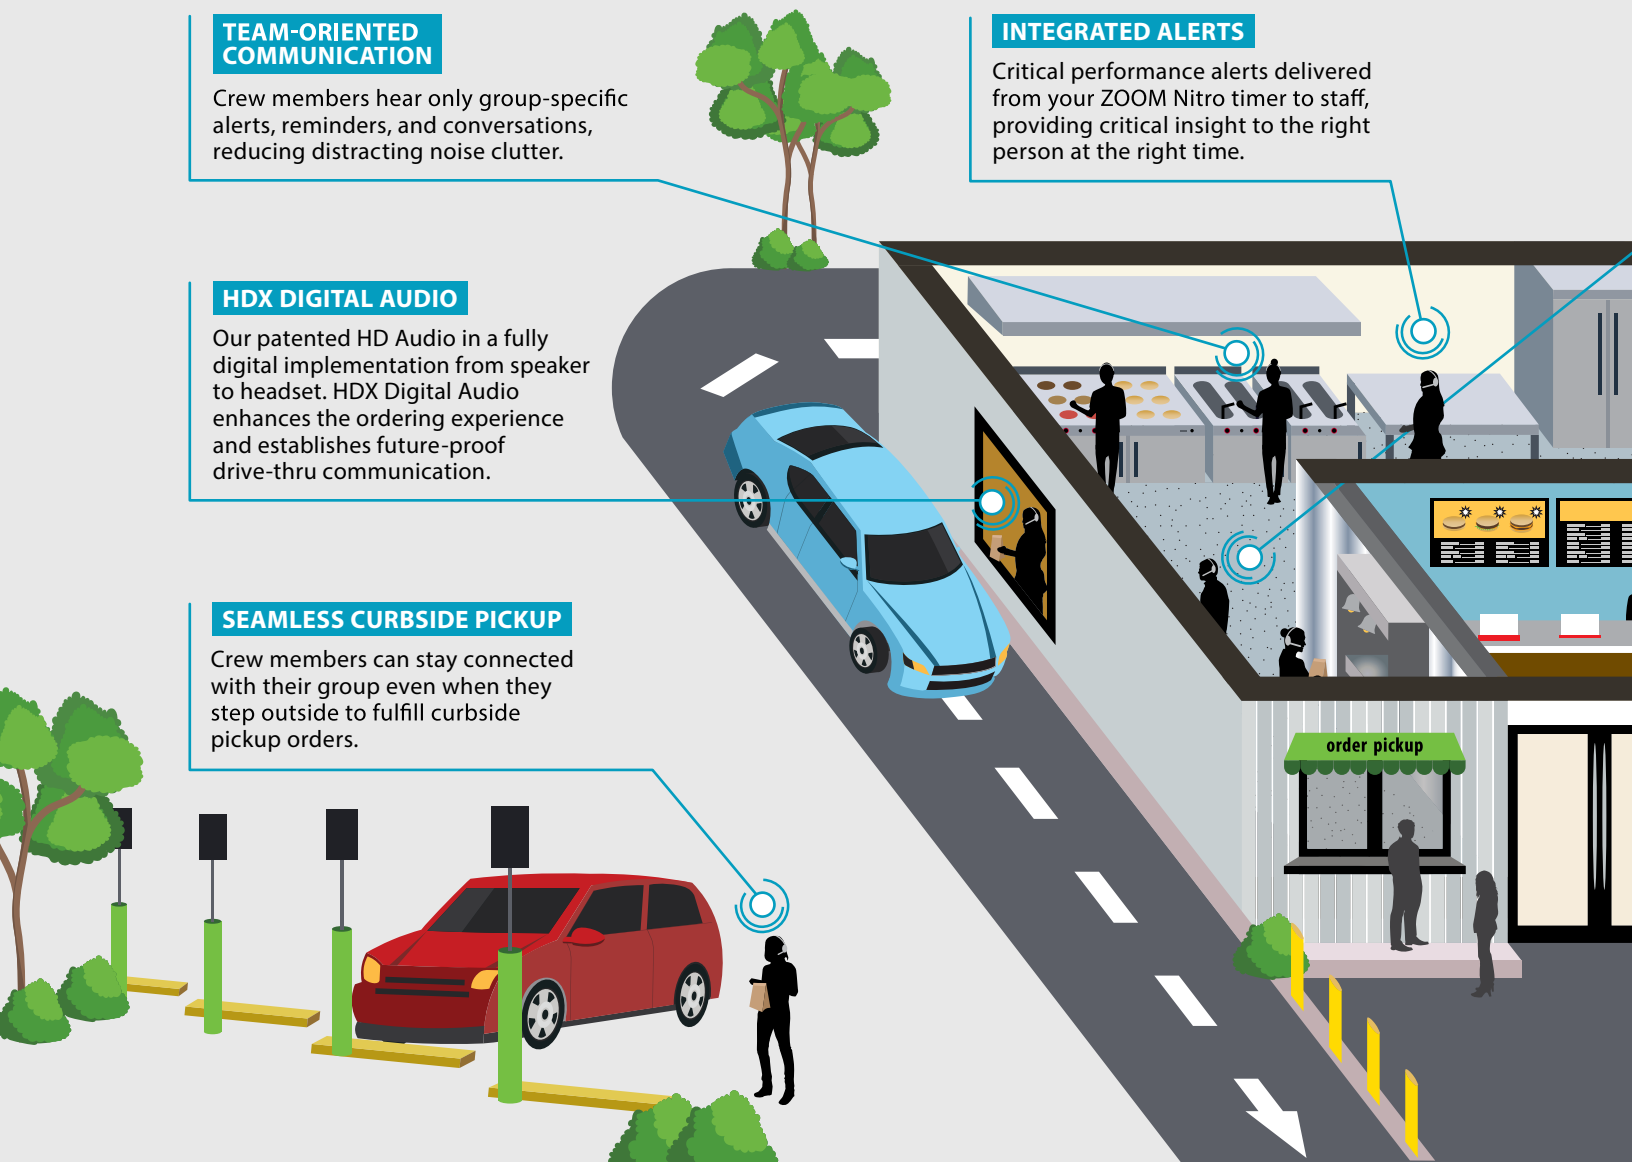 TEAM-ORIENTED
COMMUNICATION
Crew members hear only group-specific
alerts, reminders, and conversations,
reducing distracting noise clutter.
INTEGRATED ALERTS
Critical performance alerts delivered
from your ZOOM Nitro timer to staff,
providing critical insight to the right
person at the right time.
HDX DIGITAL AUDIO
Our patented HD Audio in a fully
digital implementation from speaker
to headset. HDX Digital Audio
enhances the ordering experience
and establishes future-proof
drive-thru communication.
SEAMLESS CURBSIDE PICKUP
Crew members can stay connected
with their group even when they
step outside to fulfill curbside
pickup orders.
order pickup